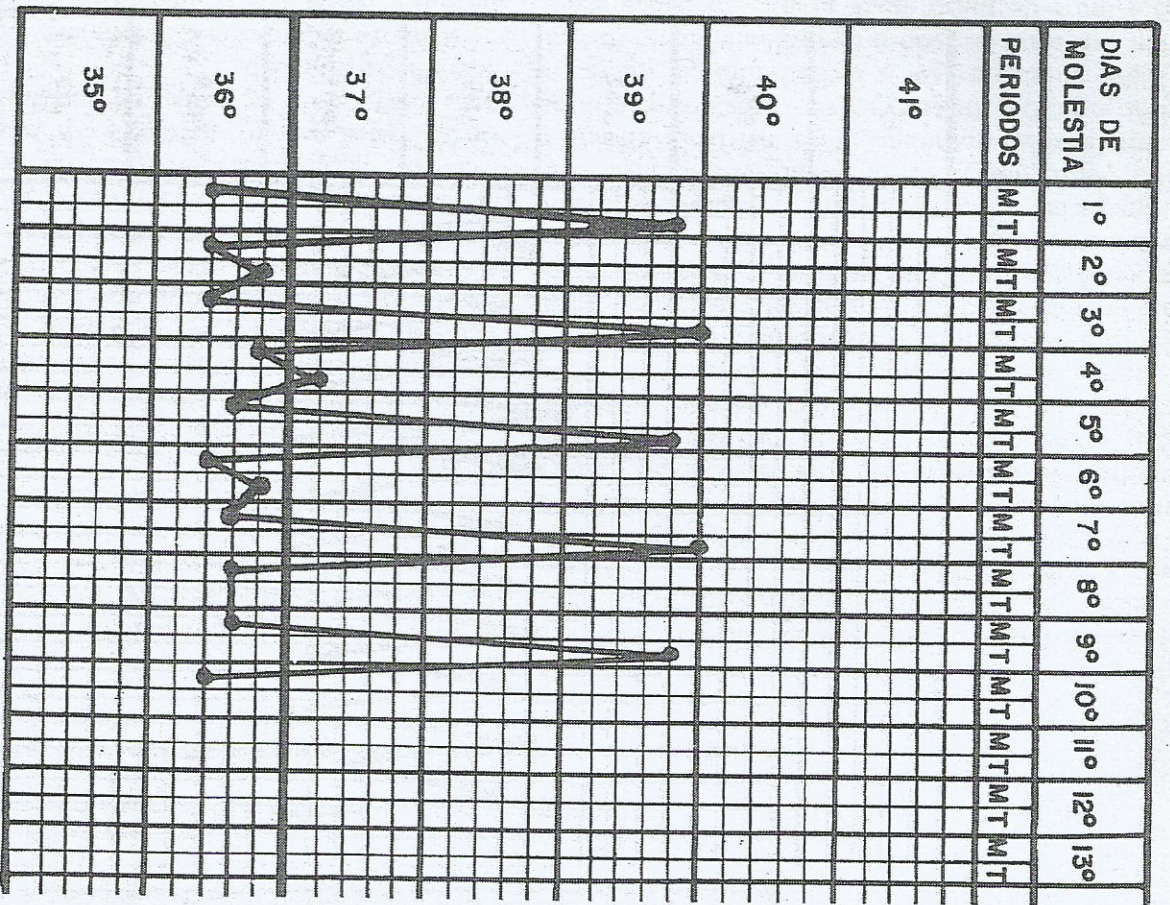 DIAS DE
MOLESTIA 1º 2º 3º 4º 5º 6º 7º 8º 9º 10º 11º 12º 13º
PERIODOS M T M T M T M T M T M T M T M T M T M T M T M T M T
41º
40º
39º
38º
37º
36º
35º